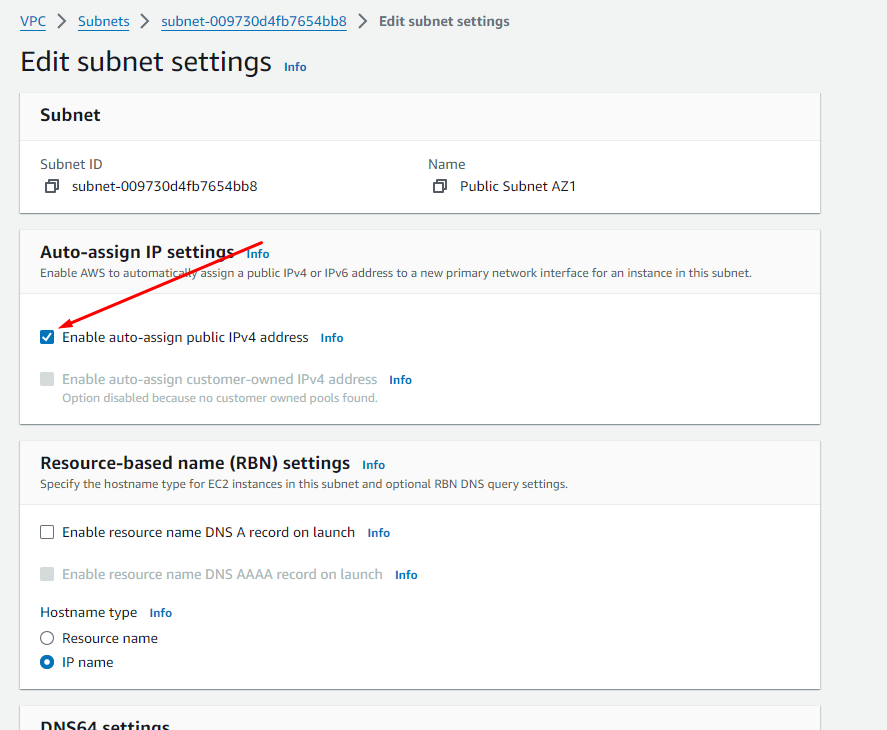 VPC > Subnets > subnet-009730d4fb7654bb8 > Edit subnet settings
Edit subnet settings Info
Subnet
Subnet ID
subnet-009730d4fb7654bb8
Name
Public Subnet AZ1
Auto-assign IP settings Info
Enable AWS to automatically assign a public IPv4 or IPv6 address to a new primary network interface for an instance in this subnet.
Enable auto-assign public IPv4 address Info
Enable auto-assign customer-owned IPv4 address Info
Option disabled because no customer owned pools found.
Resource-based name (RBN) settings Info
Specify the hostname type for EC2 instances in this subnet and optional RBN DNS query settings.
Enable resource name DNS A record on launch Info
Enable resource name DNS AAAA record on launch Info
Hostname type Info
Resource name
IP name
DNS64 settings